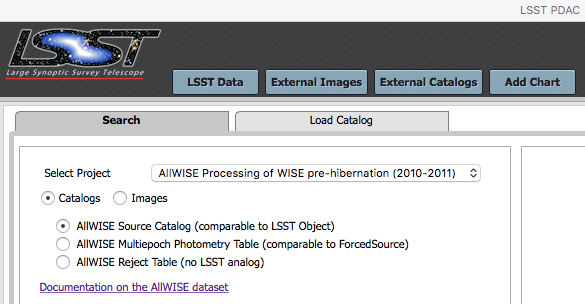 LSST PDAC
LSST
Large Synoptic Survey Telescope
LSST Data
External Images
External Catalogs
Add Chart
Search
Load Catalog
Select Project
AllWISE Processing of WISE pre-hibernation (2010-2011)
Catalogs
Images
AllWISE Source Catalog (comparable to LSST Object)
AllWISE Multiepoch Photometry Table (comparable to ForcedSource)
AllWISE Reject Table (no LSST analog)
Documentation on the AllWISE dataset